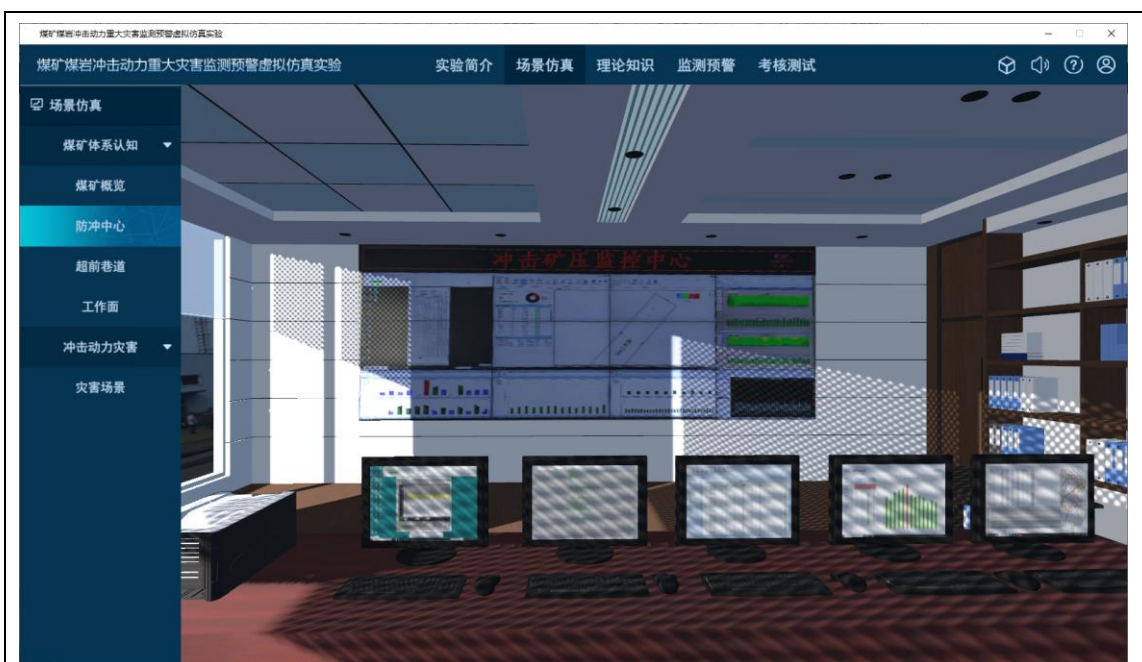 煤矿煤岩冲击动力重大灾害监测预警虚拟仿真实验
煤矿煤岩冲击动力重大灾害监测预警虚拟仿真实验
实验简介 场景仿真 理论知识 监测预警 考核测试
场景仿真
煤矿体系认知
煤矿概览
防冲中心
超前巷道
工作面
冲击动力灾害
灾害场景
冲击矿压监控中心